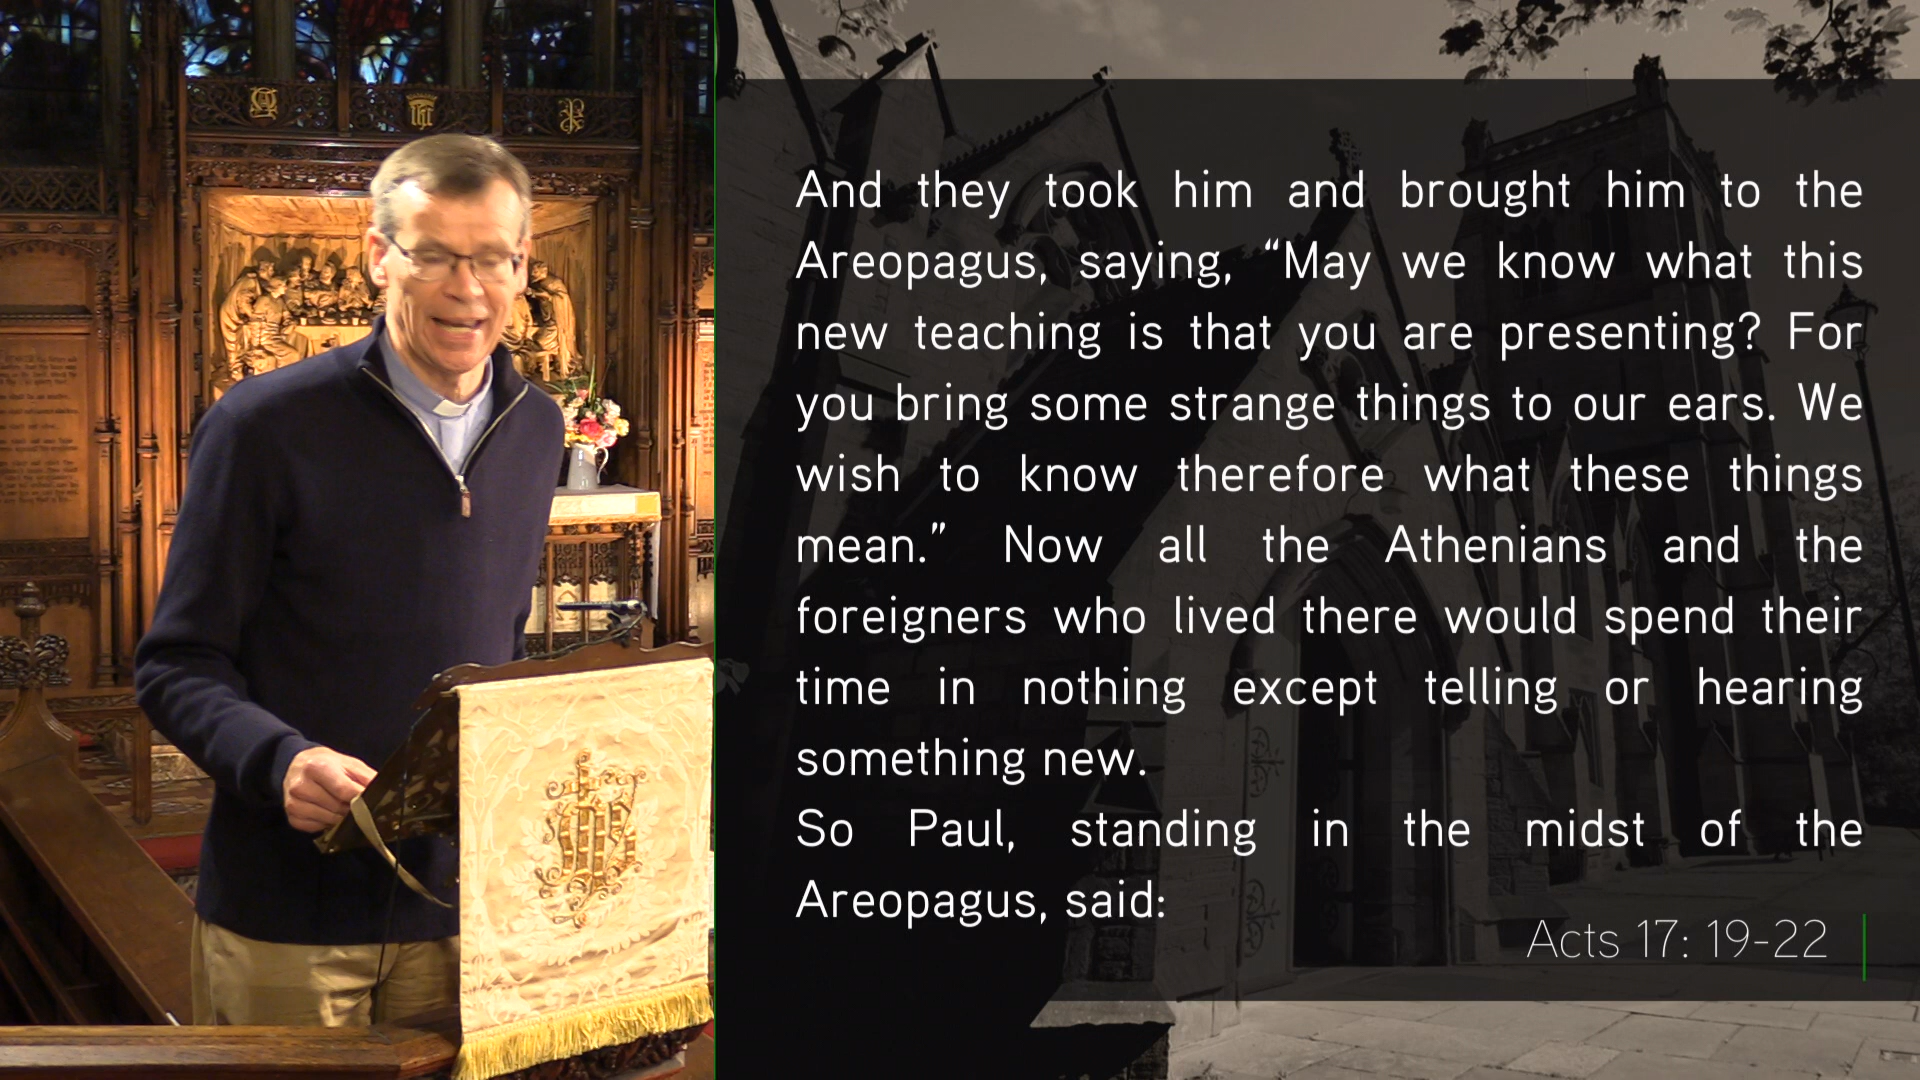 And they took him and brought him to the
Areopagus, saying, “May we know what this
new teaching is that you are presenting? For
you bring some strange things to our ears. We
wish to know therefore what these things
mean.” Now all the Athenians and the
foreigners who lived there would spend their
time in nothing except telling or hearing
something new.
So Paul, standing in the midst of the
Areopagus, said:
Acts 17: 19-22